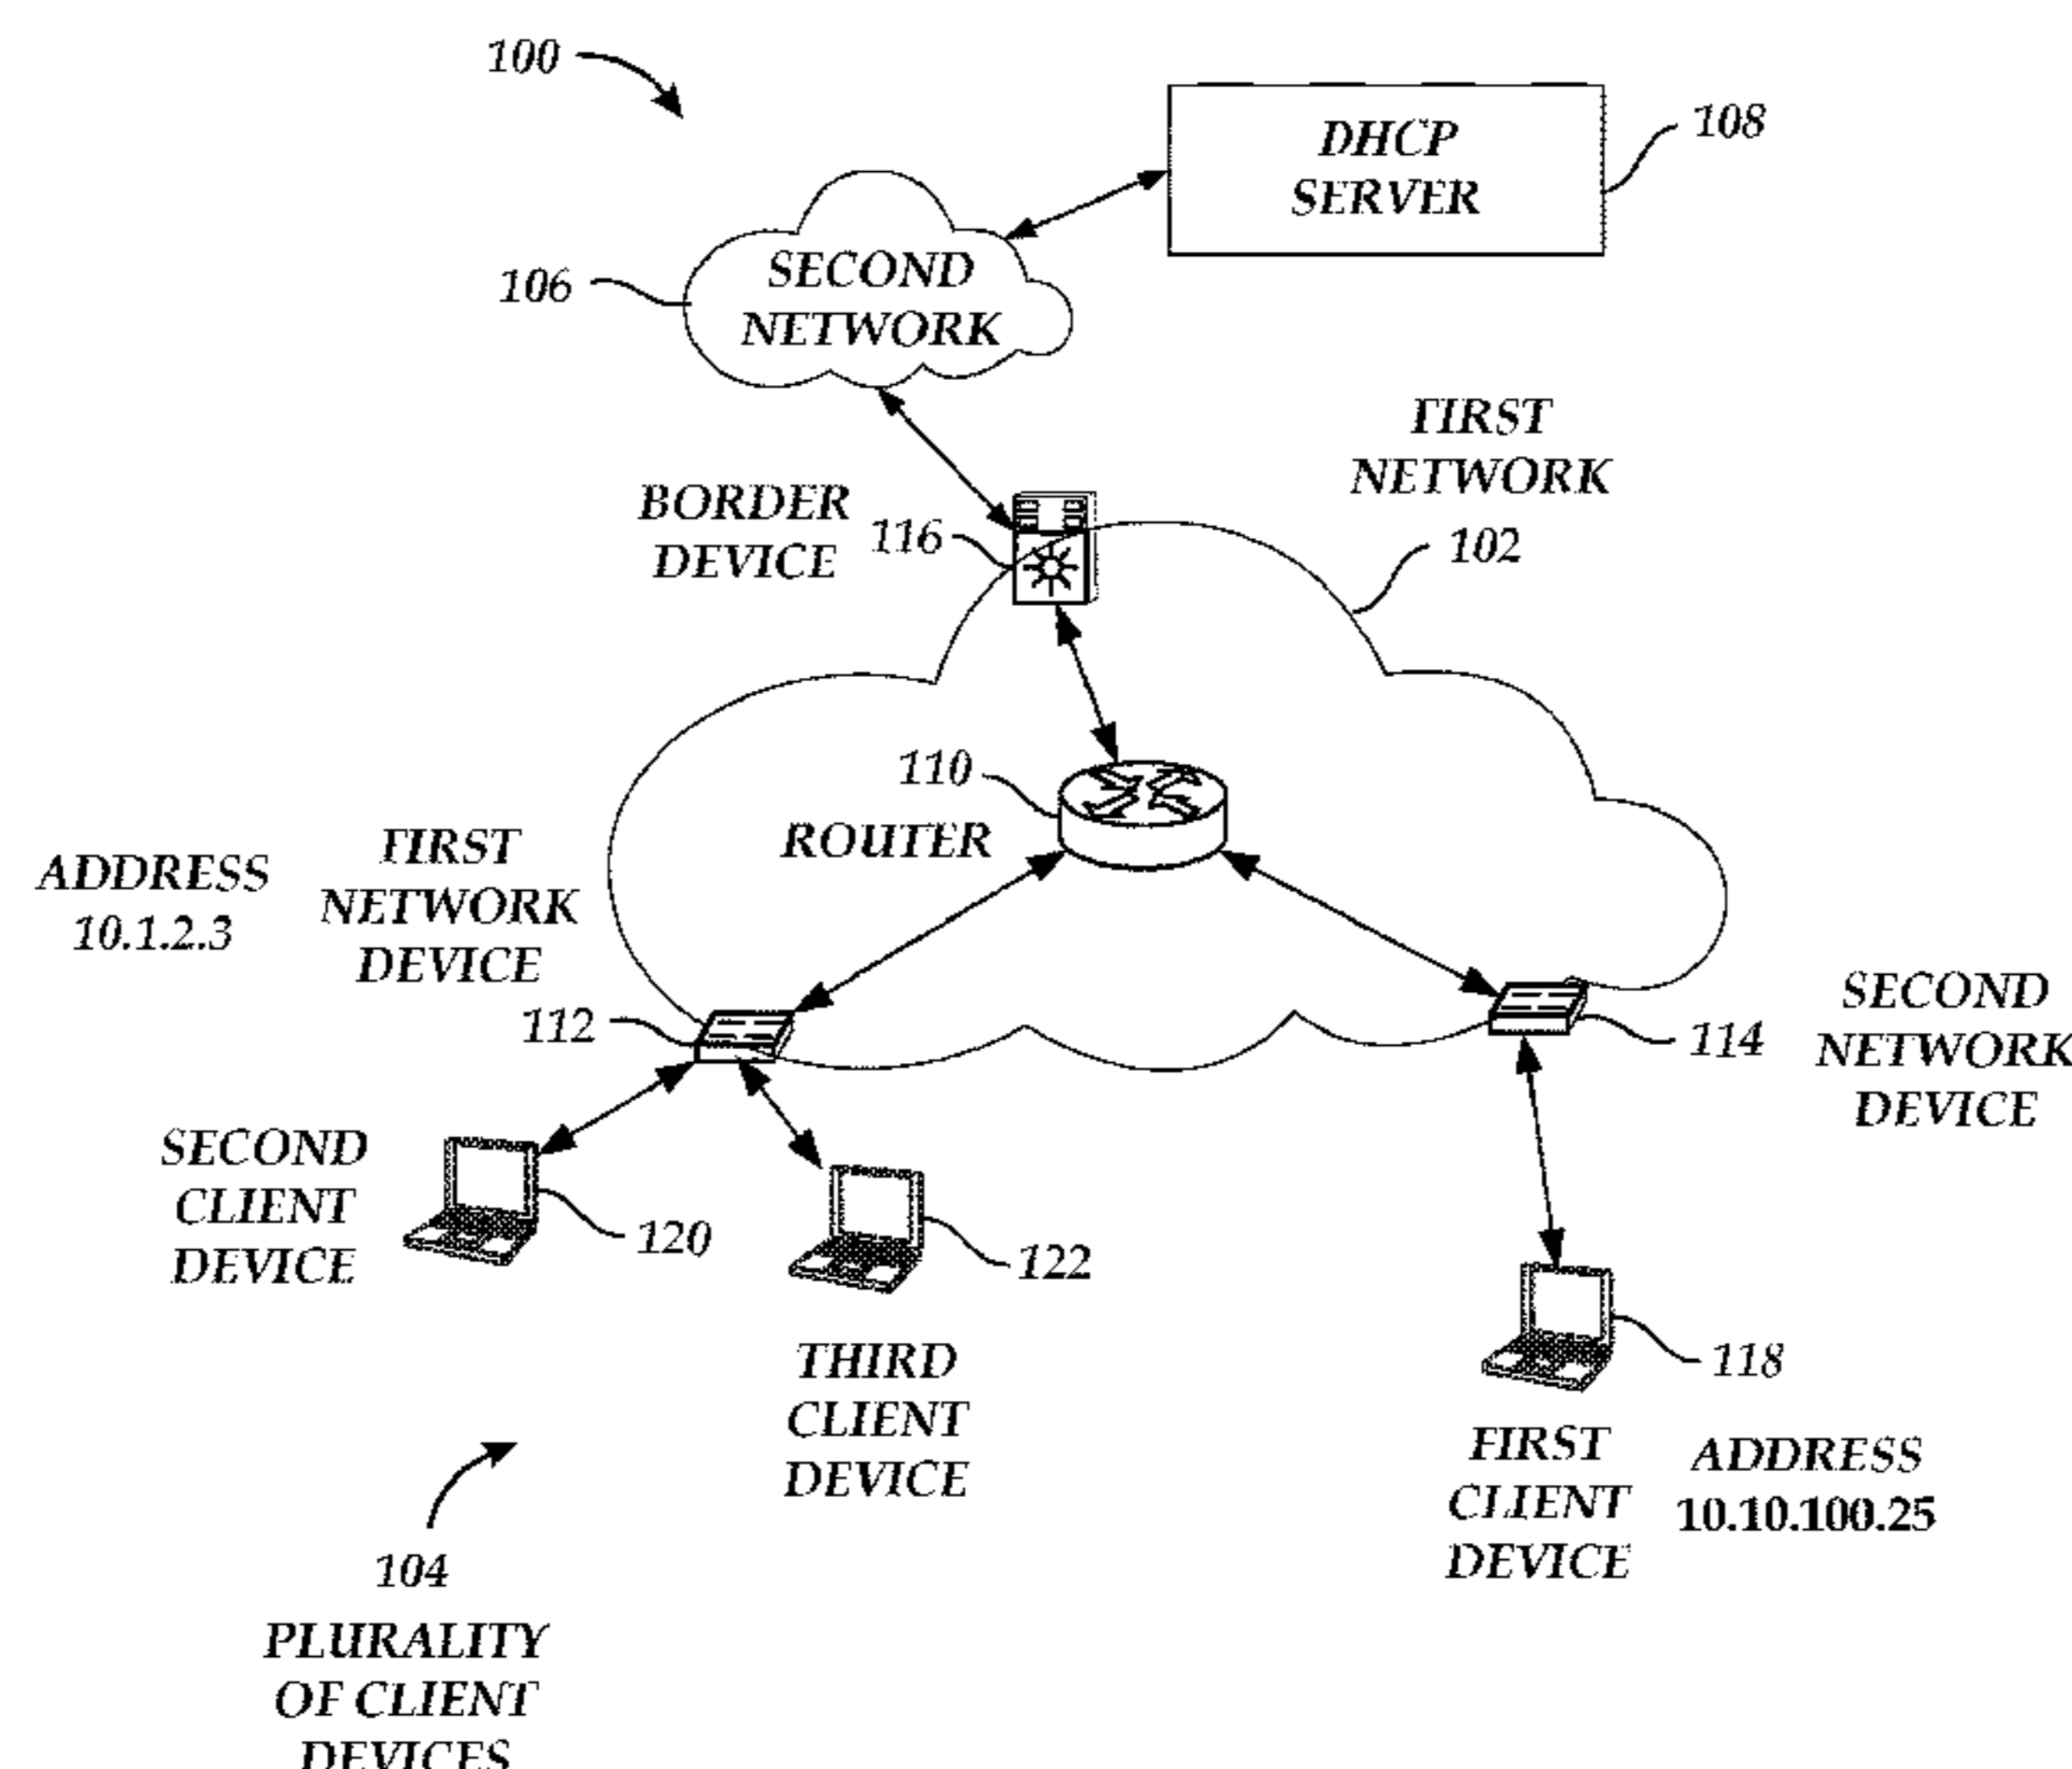 100
DHCP
SERVER
108
106
SECOND
NETWORK
FIRST
NETWORK
102
BORDER
DEVICE
116
110
ROUTER
ADDRESS
10.1.2.3
FIRST
NETWORK
DEVICE
112
SECOND
NETWORK
DEVICE
114
SECOND
CLIENT
DEVICE
120
122
THIRD
CLIENT
DEVICE
118
FIRST
CLIENT
DEVICE
ADDRESS
10.10.100.25
104
PLURALITY
OF CLIENT
DEVICES